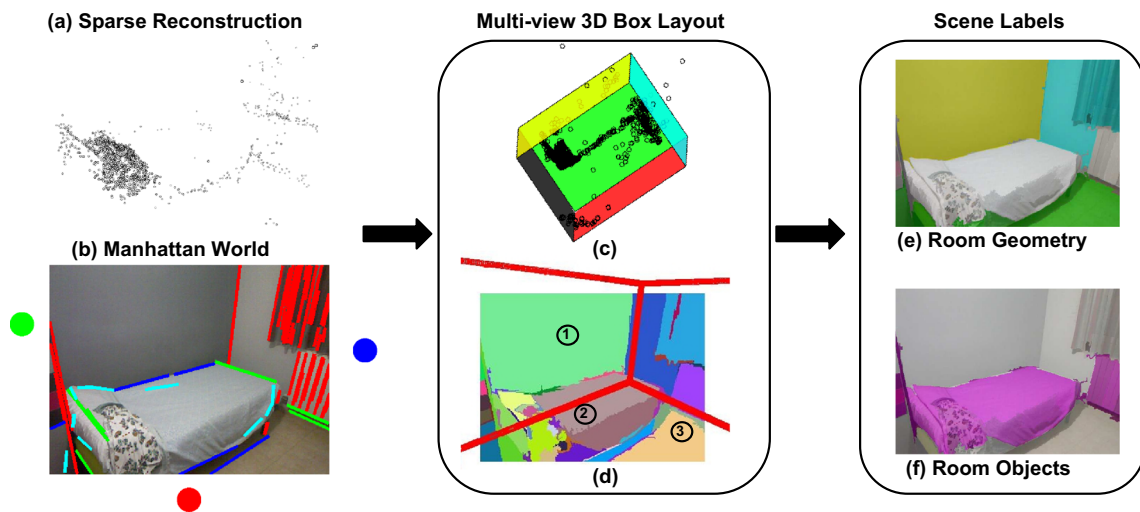 (a) Sparse Reconstruction
(b) Manhattan World
Multi-view 3D Box Layout
(c)
1
2
3
(d)
Scene Labels
(e) Room Geometry
(f) Room Objects